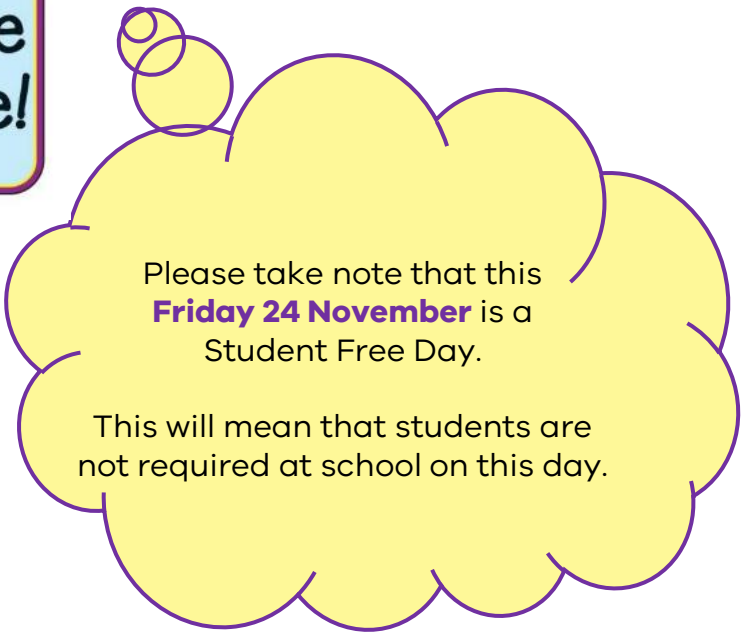 e
e!
Please take note that this
Friday 24 November is a
Student Free Day.
This will mean that students are
not required at school on this day.